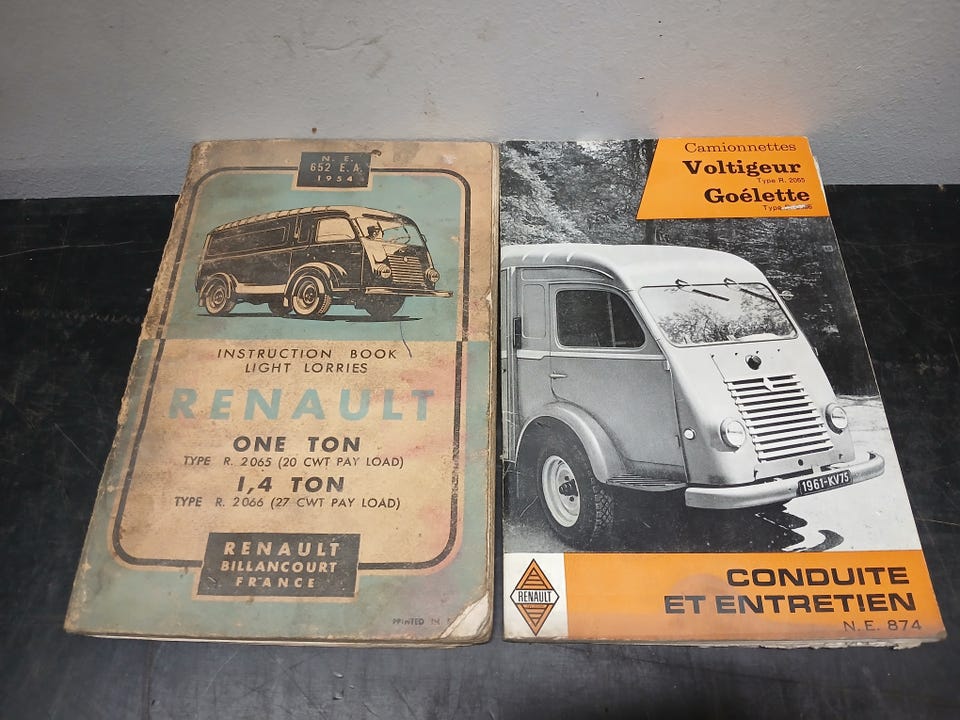 N. E.
652 E. A.
1954
INSTRUCTION BOOK
LIGHT LORRIES
RENAULT
ONE TON
TYPE R. 2065 (20 CWT PAY LOAD)
1,4 TON
TYPE R. 2066 (27 CWT PAY LOAD)
RENAULT
BILLANCOURT
FRANCE
PRINTED IN
Camionnettes
Voltigeur
Type R. 2065
Goélette
Type
1961-KV75
RENAULT
CONDUITE
ET ENTRETIEN
N. E. 874